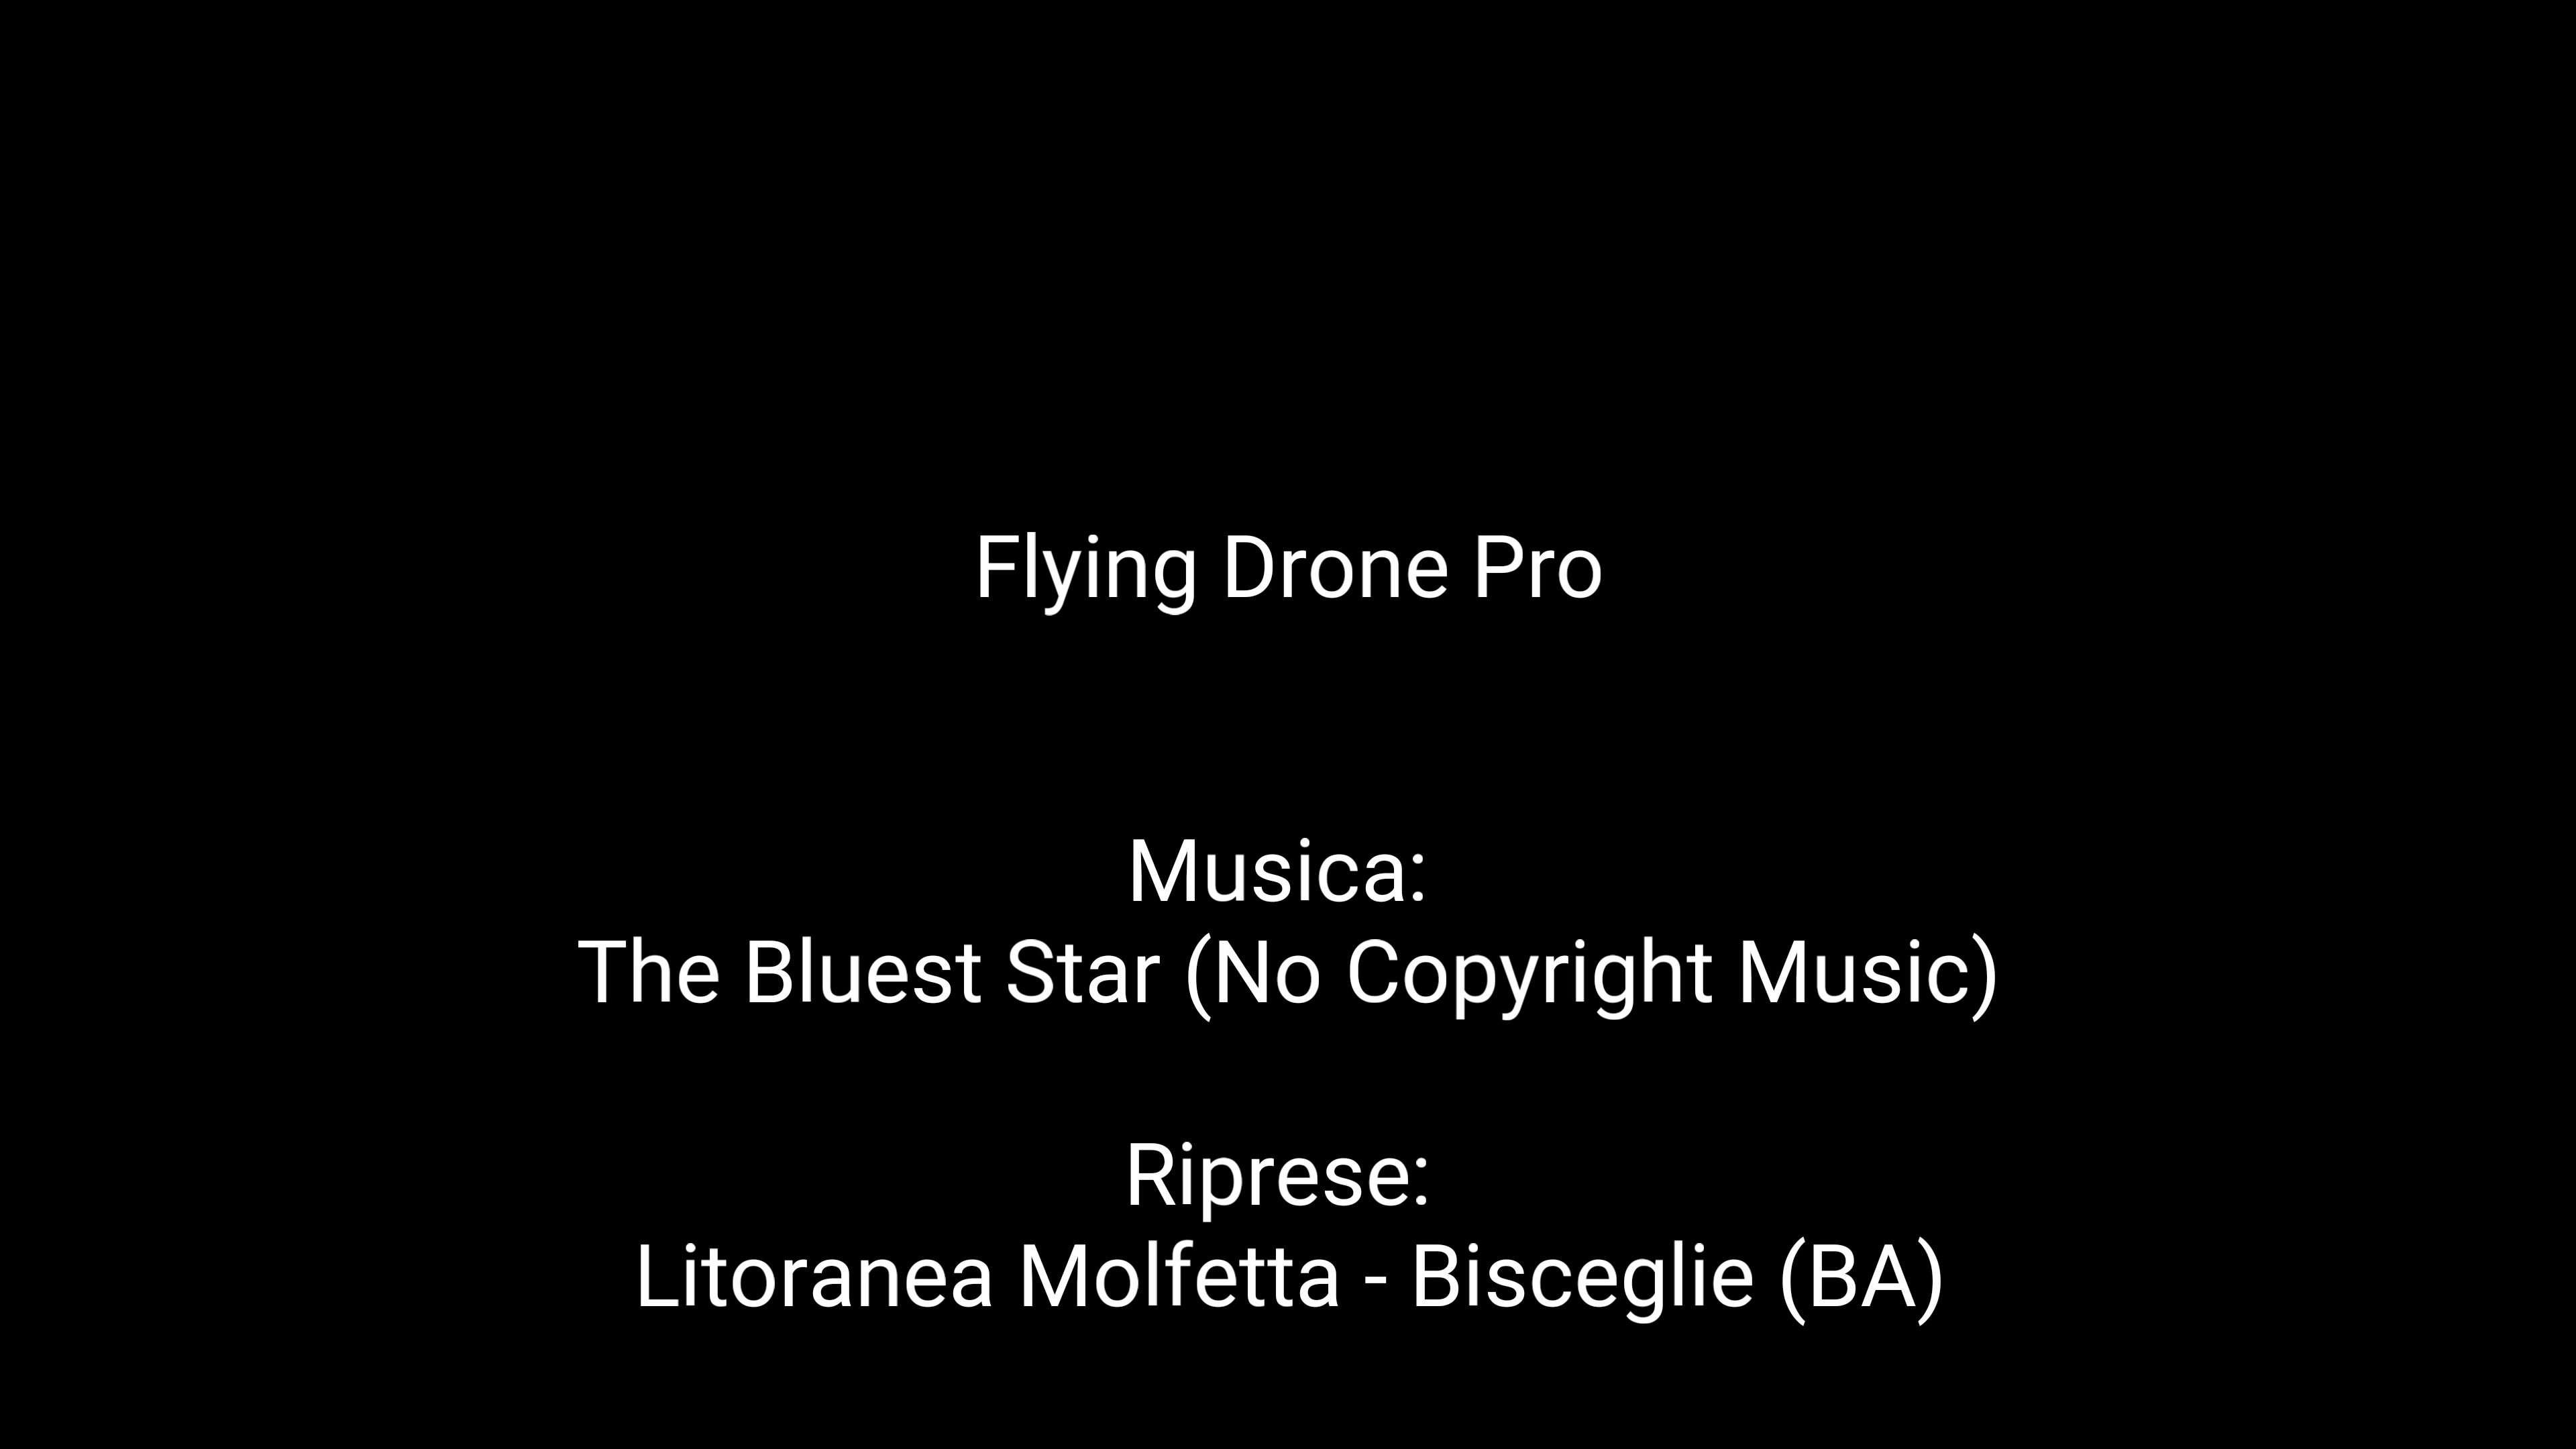 Flying Drone Pro
Musica:
The Bluest Star (No Copyright Music)
Riprese:
Litoranea Molfetta - Bisceglie (BA)